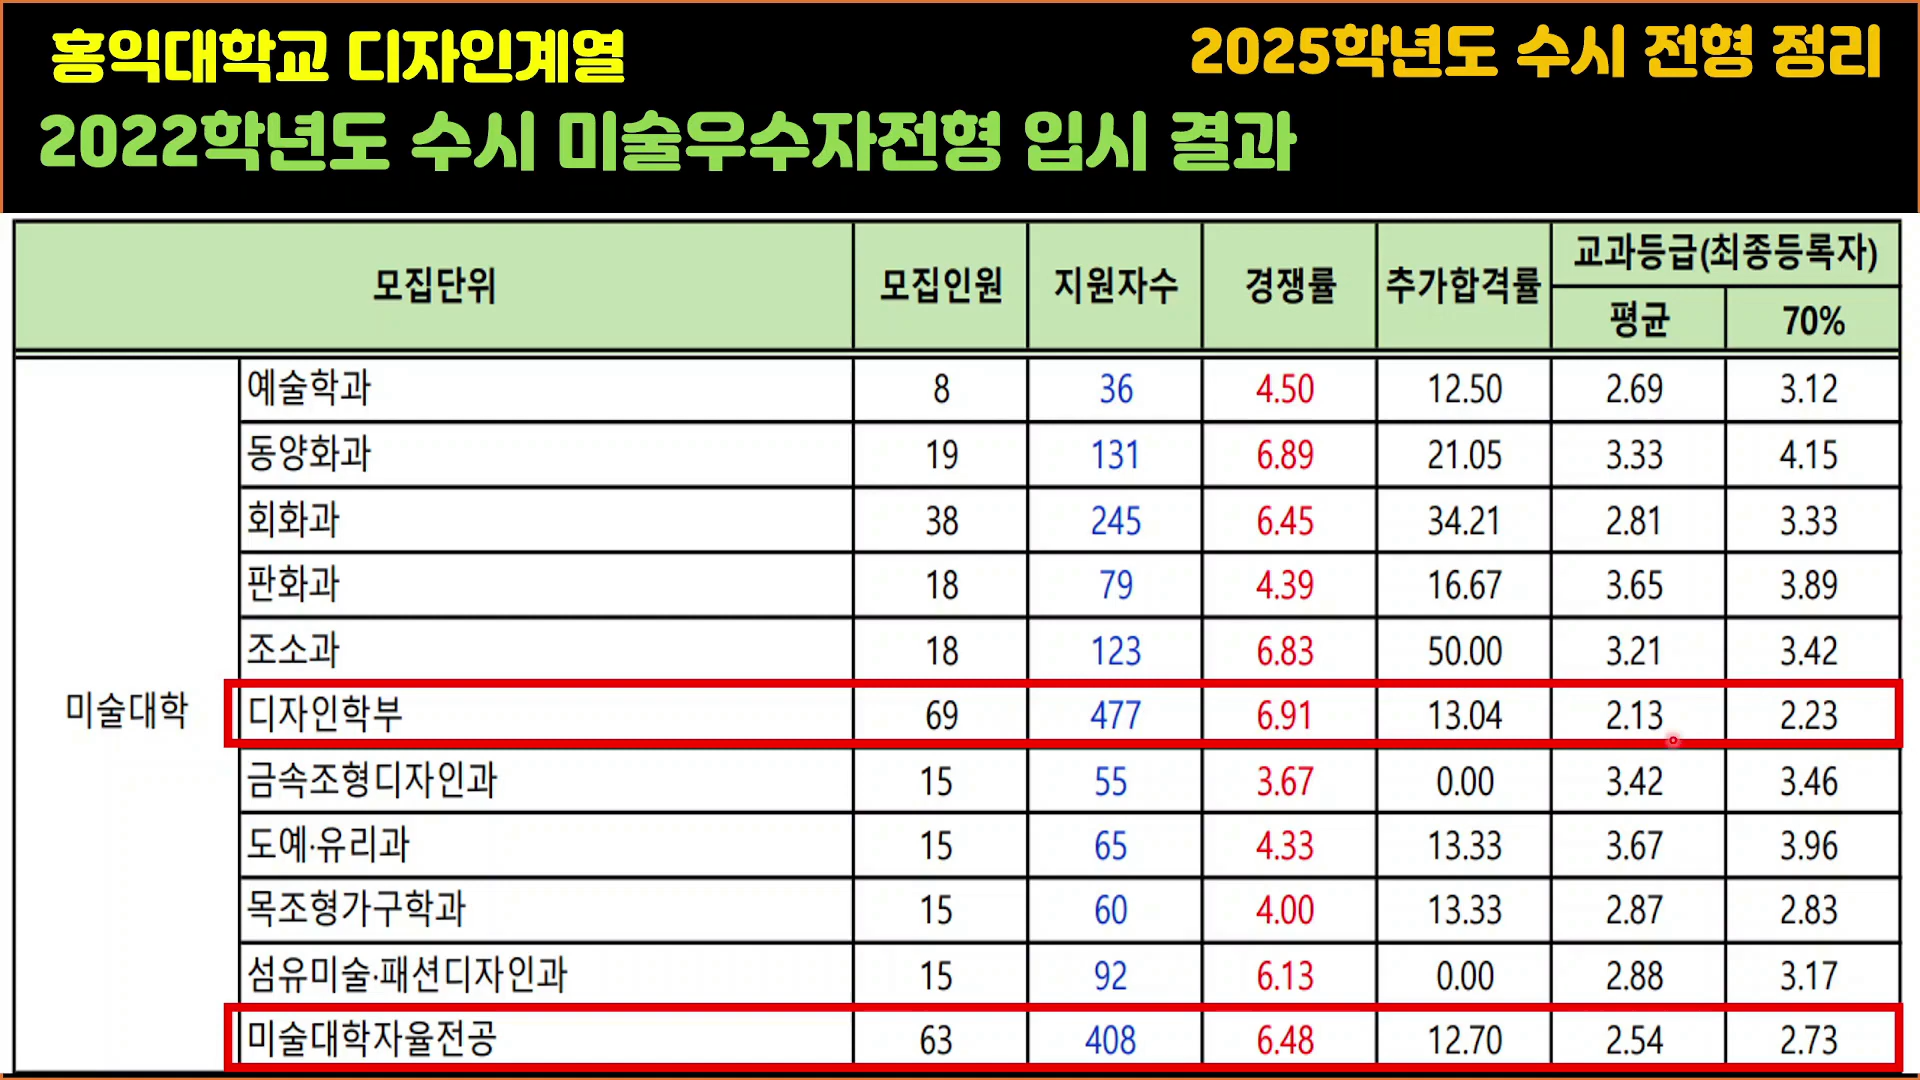 홍익대학교 디자인계열
2025학년도 수시 전형 정리
2022학년도 수시 미술우수자전형 입시 결과
모집단위 모집인원 지원자수 경쟁률 추가합격률 교과등급(최종등록자)
평균 70%
예술학과 8 36 4.50 12.50 2.69 3.12
동양화과 19 131 6.89 21.05 3.33 4.15
회화과 38 245 6.45 34.21 2.81 3.33
판화과 18 79 4.39 16.67 3.65 3.89
조소과 18 123 6.83 50.00 3.21 3.42
미술대학 디자인학부 69 477 6.91 13.04 2.13 2.23
금속조형디자인과 15 55 3.67 0.00 3.42 3.46
도예·유리과 15 65 4.33 13.33 3.67 3.96
목조형가구학과 15 60 4.00 13.33 2.87 2.83
섬유미술·패션디자인과 15 92 6.13 0.00 2.88 3.17
미술대학자율전공 63 408 6.48 12.70 2.54 2.73